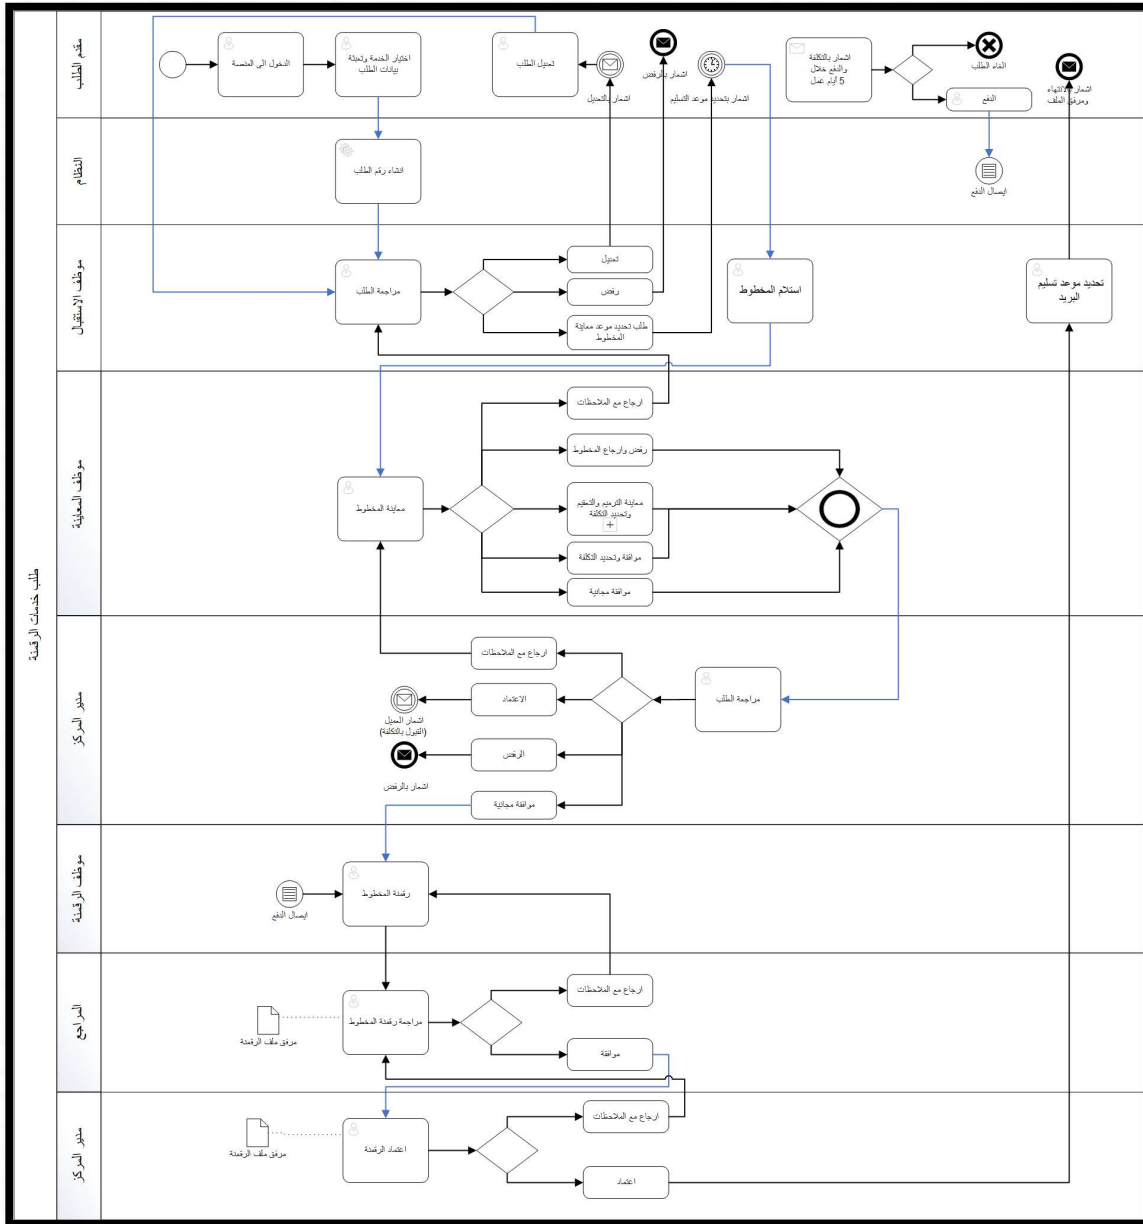 طلب خدمات الرقمنة
مقدم الطلب
الدخول الى المنصة
اختيار الخدمة وتعبئة
بيانات الطلب
تعديل الطلب
اشعار بالتعديل
اشعار بالرفض
اشعار بتحديد موعد التسليم
اشعار بالتكلفة
والدفع خلال
5 أيام عمل
الغاء الطلب
الدفع
اشعار بالانتهاء
ومرفق الملف
النظام
انشاء رقم الطلب
ايصال الدفع
موظف الاستقبال
مراجعة الطلب
تعديل
رفض
طلب تحديد موعد معاينة
المخطوط
استلام المخطوط
تحديد موعد تسليم
البريد
موظف المعاينة
معاينة المخطوط
ارجاع مع الملاحظات
رفض وارجاع المخطوط
معاينة الترميم والتعقيم
وتحديد التكلفة
موافقة وتحديد التكلفة
موافقة مجانية
مدير المركز
مراجعة الطلب
ارجاع مع الملاحظات
الاعتماد
اشعار العميل
(القبول بالتكلفة)
الرفض
اشعار بالرفض
موافقة مجانية
موظف الرقمنة
رقمنة المخطوط
ايصال الدفع
المراجع
مراجعة رقمنة المخطوط
مرفق ملف الرقمنة
ارجاع مع الملاحظات
موافقة
مدير المركز
اعتماد الرقمنة
مرفق ملف الرقمنة
ارجاع مع الملاحظات
اعتماد